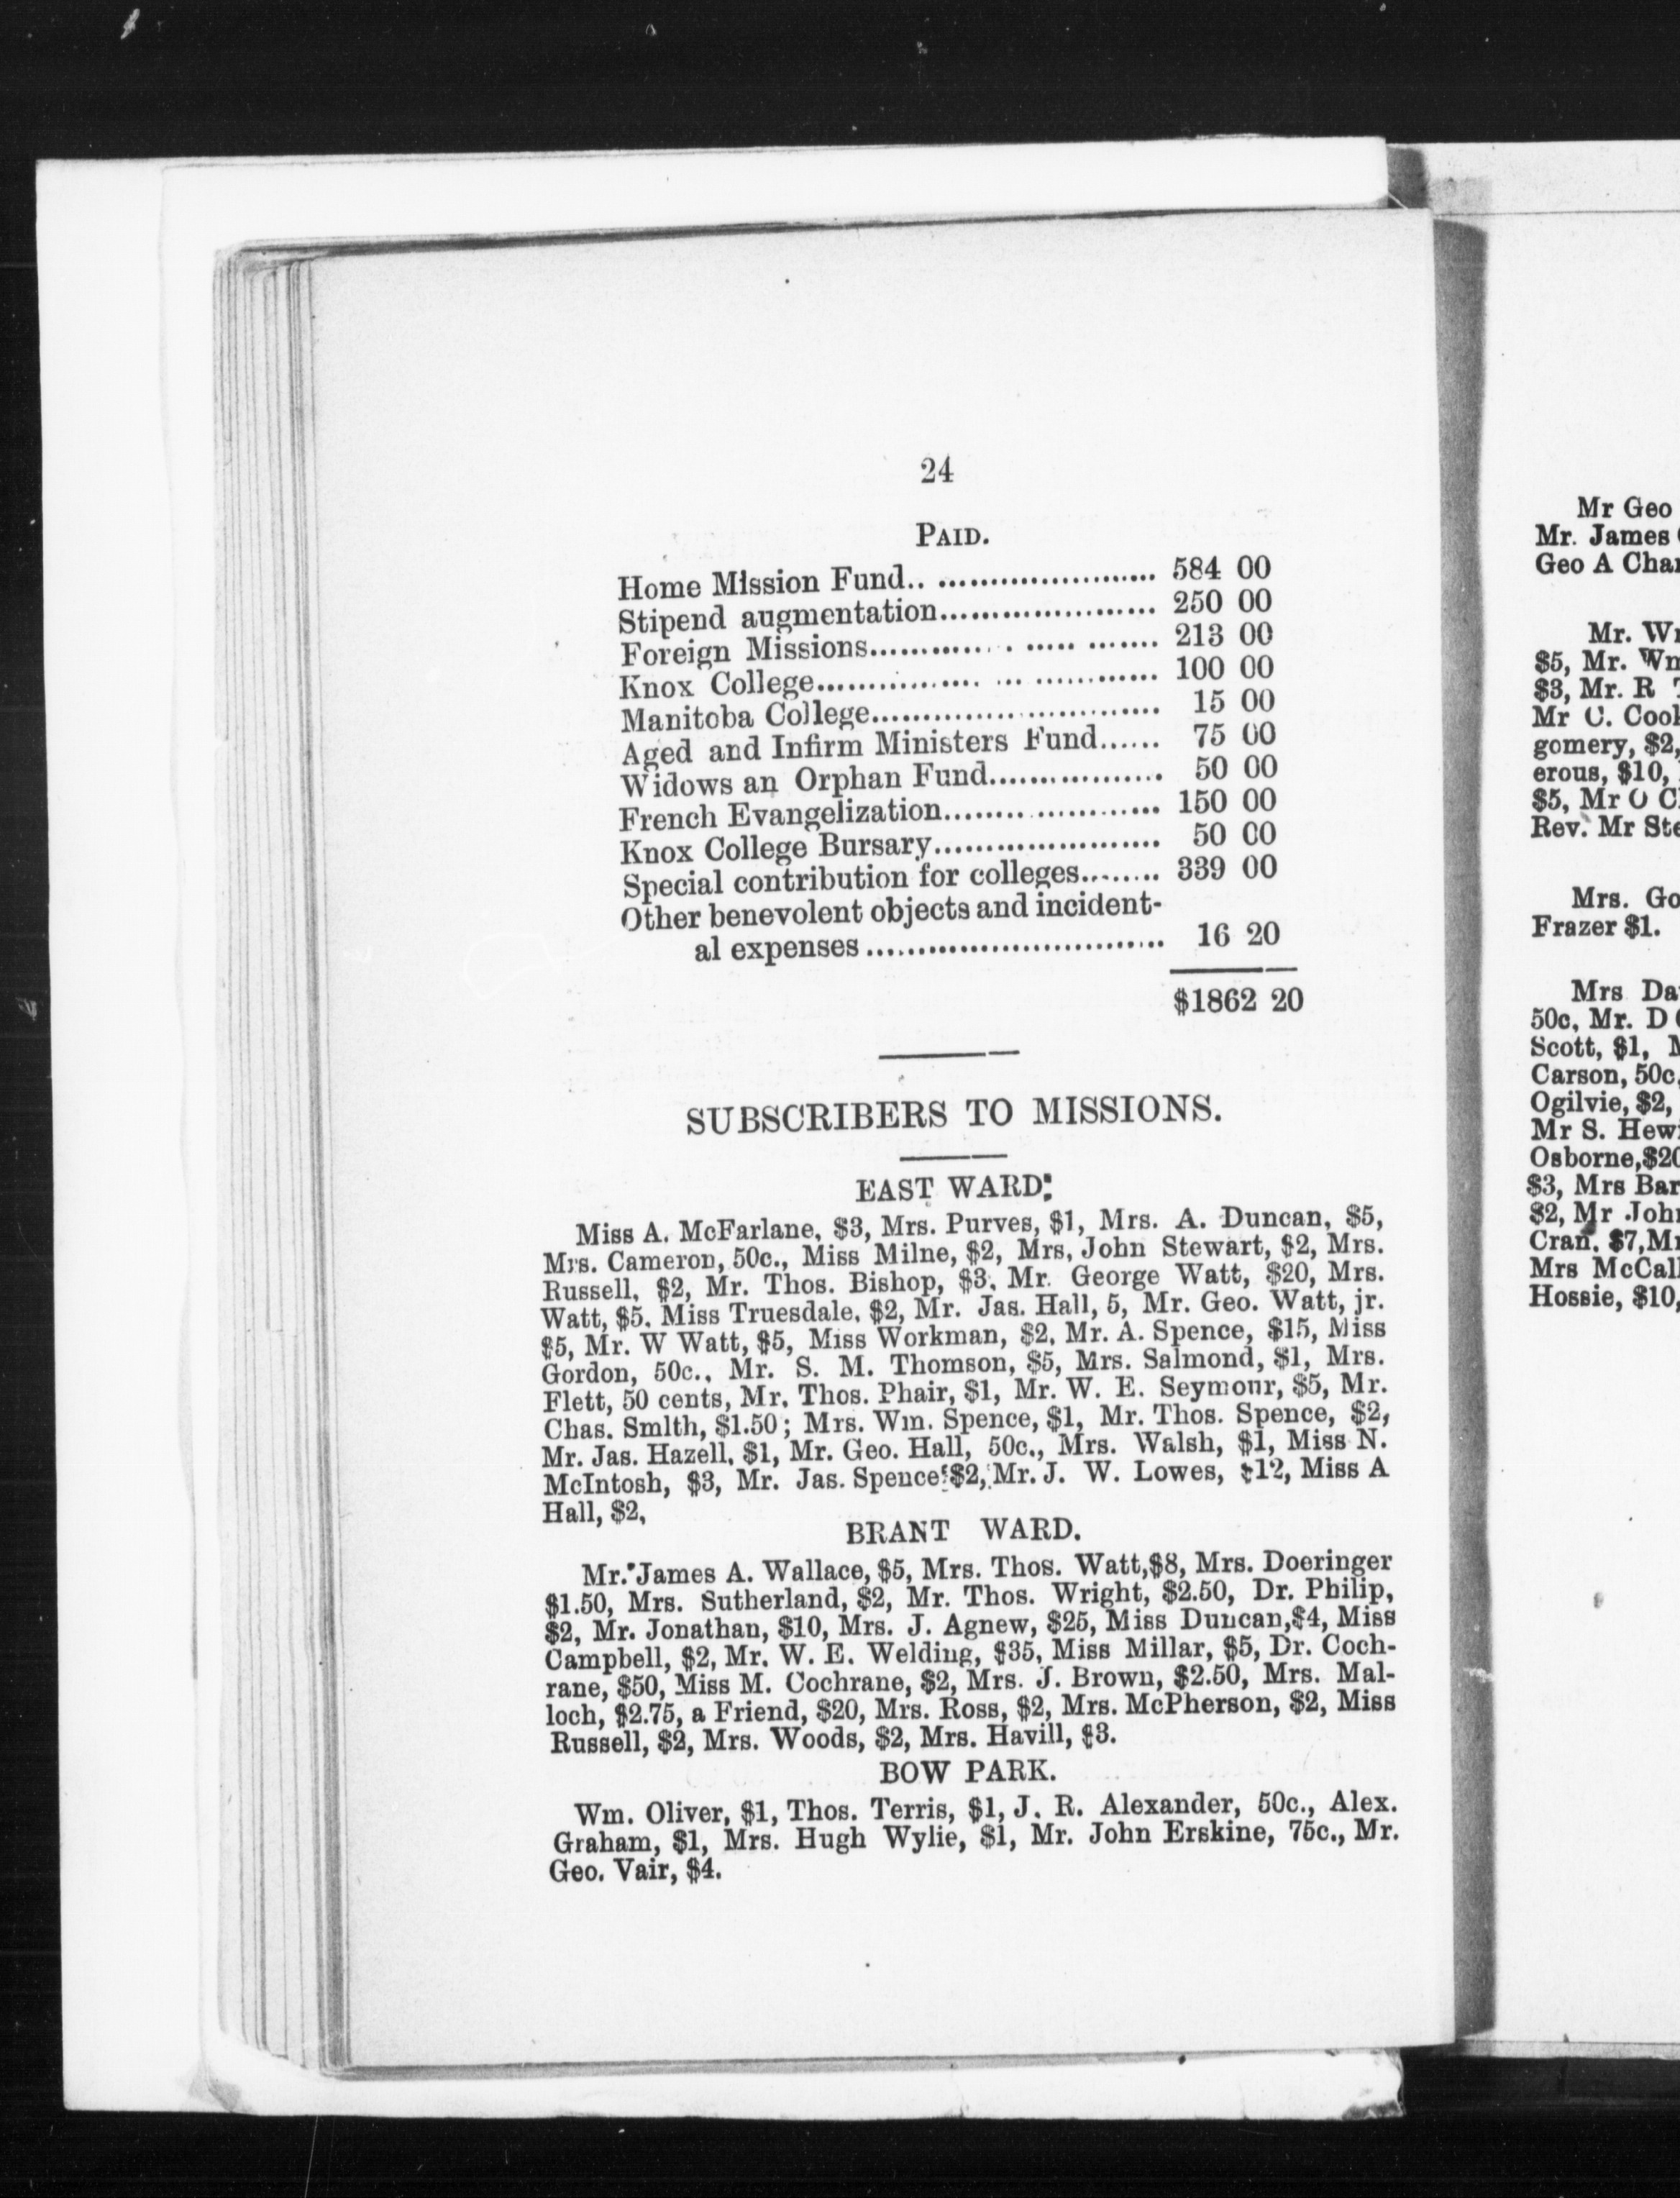 24
PAID.
Home Mission Fund.. ........................ 584 00
Stipend augmentation..................... 250 00
Foreign Missions............... ..... ....... 213 00
Knox College................. ... ............ 100 00
Manitoba College............................ 15 00
Aged and Infirm Ministers Fund...... 75 00
Widows an Orphan Fund................. 50 00
French Evangelization..................... 150 00
Knox College Bursary...................... 50 00
Special contribution for colleges........ 339 00
Other benevolent objects and incident-
al expenses ............................. 16 20
$1862 20
SUBSCRIBERS TO MISSIONS.
EAST WARD:
Miss A. McFarlane, $3, Mrs. Purves, $1, Mrs. A. Duncan, $5,
Mrs. Cameron, 50c., Miss Milne, $2, Mrs, John Stewart, $2, Mrs.
Russell, $2, Mr. Thos. Bishop, $3. Mr. George Watt, $20, Mrs.
Watt, $5. Miss Truesdale. $2, Mr. Jas. Hall, 5, Mr. Geo. Watt, jr.
$5, Mr. W Watt, $5, Miss Workman, $2, Mr. A. Spence, $15, Miss
Gordon, 50c., Mr. S. M. Thomson, $5, Mrs. Salmond, $1, Mrs.
Flett, 50 cents, Mr. Thos. Phair, $1, Mr. W. E. Seymour, $5, Mr.
Chas. Smith, $1.50; Mrs. Wm. Spence, $1, Mr. Thos. Spence, $2,
Mr. Jas. Hazell, $1, Mr. Geo. Hall, 50c., Mrs. Walsh, $1, Miss N.
McIntosh, $3, Mr. Jas. Spence $2, Mr. J. W. Lowes, $12, Miss A
Hall, $2,
BRANT WARD.
Mr. James A. Wallace, $5, Mrs. Thos. Watt,$8, Mrs. Doeringer
$1.50, Mrs. Sutherland, $2, Mr. Thos. Wright, $2.50, Dr. Philip,
$2, Mr. Jonathan, $10, Mrs. J. Agnew, $25, Miss Duncan,$4, Miss
Campbell, $2, Mr. W. E. Welding, $35, Miss Millar, $5, Dr. Coch-
rane, $50, Miss M. Cochrane, $2, Mrs. J. Brown, $2.50, Mrs. Mal-
loch, $2.75, a Friend, $20, Mrs. Ross, $2, Mrs. McPherson, $2, Miss
Russell, $2, Mrs. Woods, $2, Mrs. Havill, $3.
BOW PARK.
Wm. Oliver, $1, Thos. Terris, $1, J. R. Alexander, 50c., Alex.
Graham, $1, Mrs. Hugh Wylie, $1, Mr. John Erskine, 75c., Mr.
Geo. Vair, $4.
Mr Geo
Mr. James
Geo A
Mr.
$5, Mr.
$3, Mr. R
Mr C.
gomery, $2,
erous, $10,
$5, Mr O
Rev. Mr
Mrs.
Frazer $1.
Mrs
50c, Mr. D
Scott, $1,
Carson, 50c,
Ogilvie, $2,
Mr S.
Osborne,
$3, Mrs
$2, Mr
Cran. $7,
Mrs
Hossie, $10,